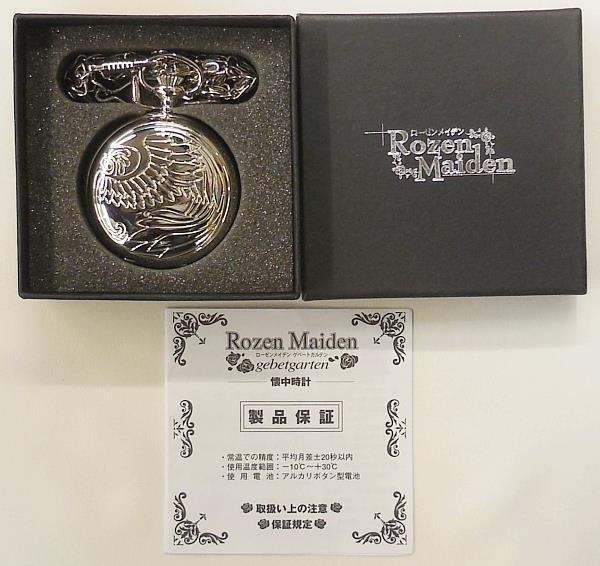 ローゼンメイデン
Rozen
Maiden
Rozen Maiden
ローゼンメイデン ゲベートガルテン
gebetgarten
懐中時計
製品保証
・常温での精度：平均月差±20秒以内
・使用温度範囲：－10℃～＋30℃
・使用電池：アルカリボタン型電池
取扱い上の注意
保証規定